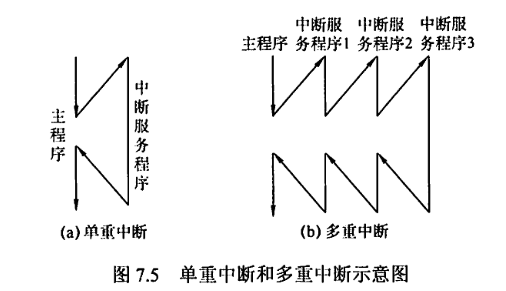 中断服 中断服 中断服
主程序 务程序1 务程序2 务程序3
主程序
中断服务程序
(a)单重中断 (b)多重中断
图 7.5 单重中断和多重中断示意图